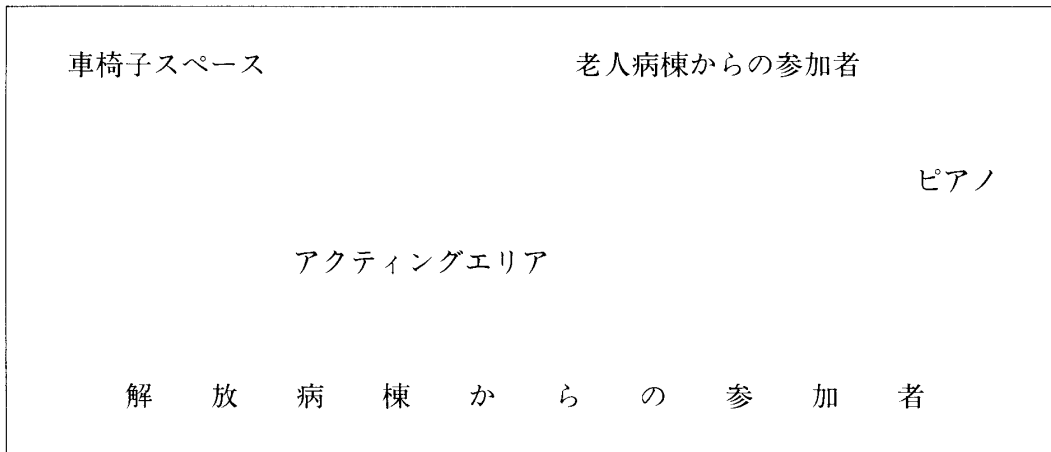 車椅子スペース 老人病棟からの参加者
ピアノ
アクティングエリア
解放病棟からの参加者